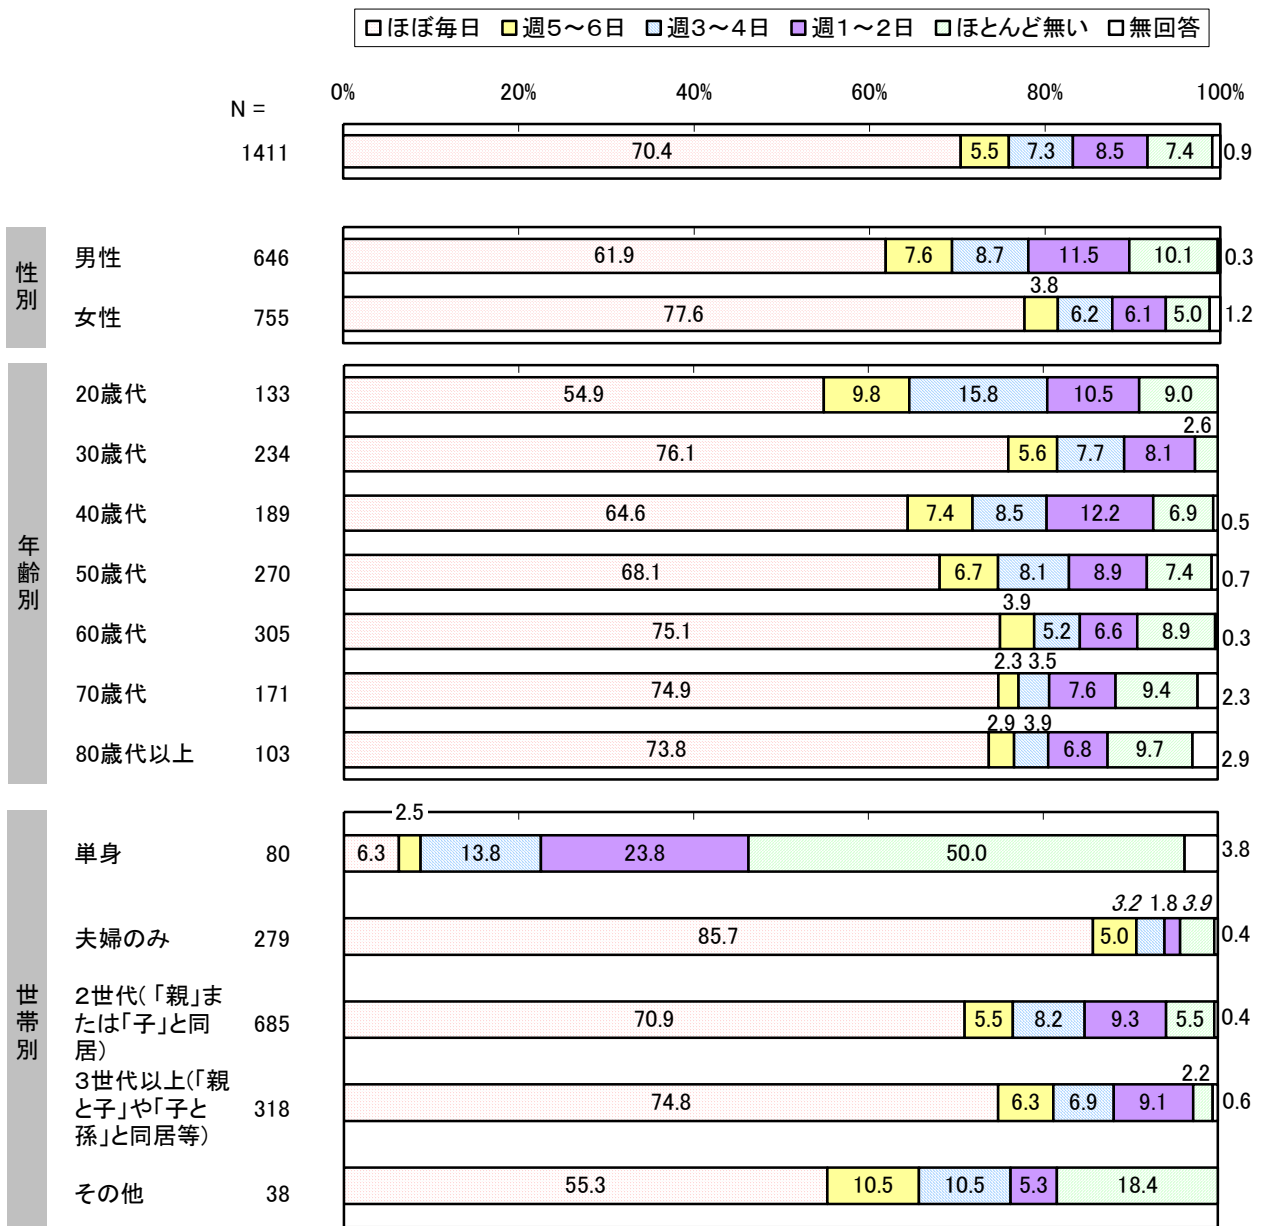 ほぼ毎日 週5～6日 週3～4日 週1～2日 ほとんど無い 無回答
0% 20% 40% 60% 80% 100%
N =
1411 70.4 5.5 7.3 8.5 7.4 0.9
性別
男性 646 61.9 7.6 8.7 11.5 10.1 0.3
3.8
女性 755 77.6 6.2 6.1 5.0 1.2
年齢別
20歳代 133 54.9 9.8 15.8 10.5 9.0
2.6
30歳代 234 76.1 5.6 7.7 8.1
40歳代 189 64.6 7.4 8.5 12.2 6.9 0.5
50歳代 270 68.1 6.7 8.1 8.9 7.4 0.7
3.9
60歳代 305 75.1 5.2 6.6 8.9 0.3
2.3 3.5
70歳代 171 74.9 7.6 9.4 2.3
2.9 3.9
80歳代以上 103 73.8 6.8 9.7 2.9
世帯別
2.5
単身 80 6.3 13.8 23.8 50.0 3.8
3.2 1.8 3.9
夫婦のみ 279 85.7 5.0 0.4
2世代(「親」ま
たは「子」と同 685 70.9 5.5 8.2 9.3 5.5 0.4
居)
3世代以上(「親 2.2
と子」や「子と 318 74.8 6.3 6.9 9.1 0.6
孫」と同居等)
その他 38 55.3 10.5 10.5 5.3 18.4